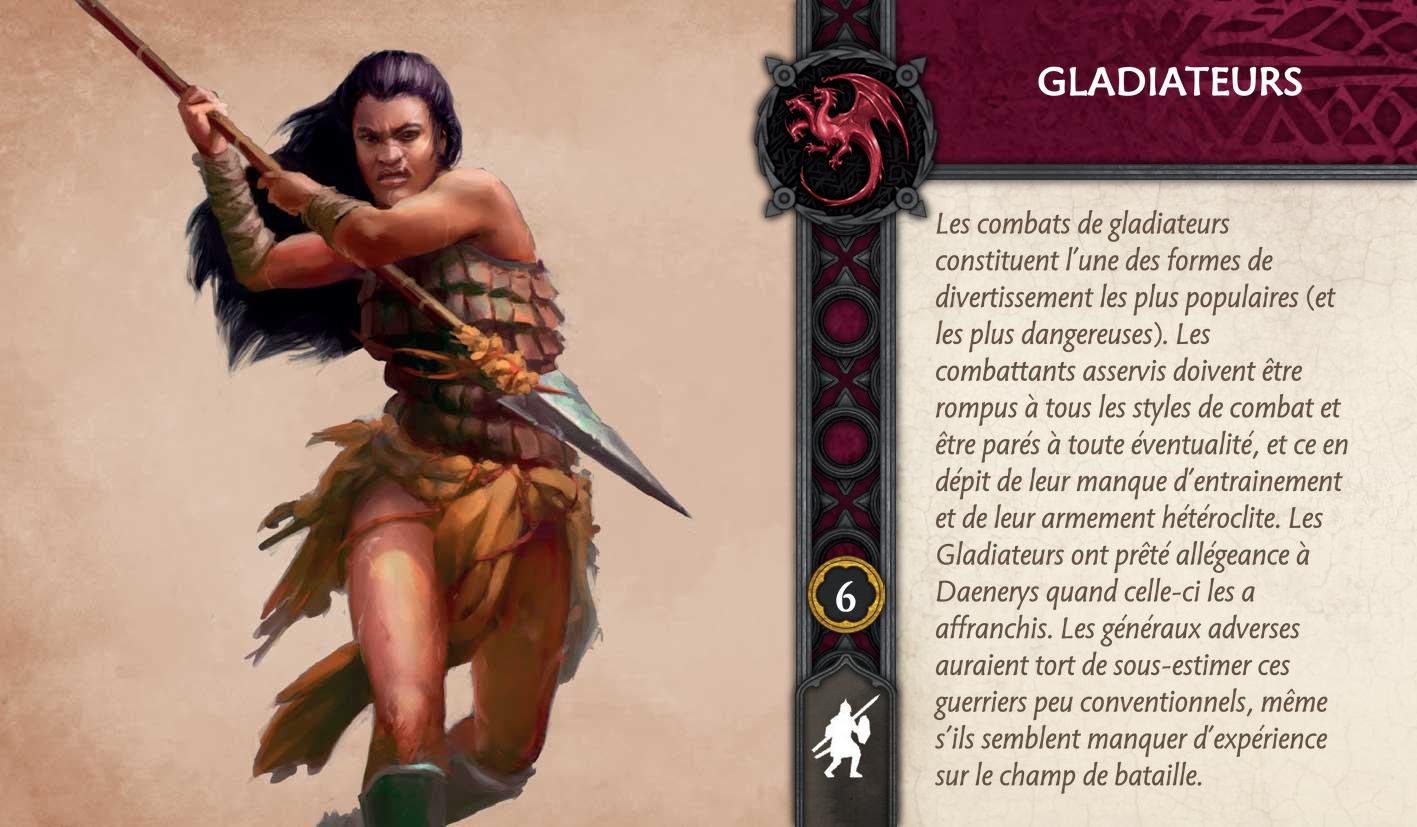 GLADIATEURS
Les combats de gladiateurs
constituent l'une des formes de
divertissement les plus populaires (et
les plus dangereuses). Les
combattants asservis doivent être
rompus à tous les styles de combat et
être parés à toute éventualité, et ce en
dépit de leur manque d'entrainement
et de leur armement hétéroclite. Les
Gladiateurs ont prêté allégeance à
Daenerys quand celle-ci les a
affranchis. Les généraux adverses
auraient tort de sous-estimer ces
guerriers peu conventionnels, même
s'ils semblent manquer d'expérience
sur le champ de bataille.
6